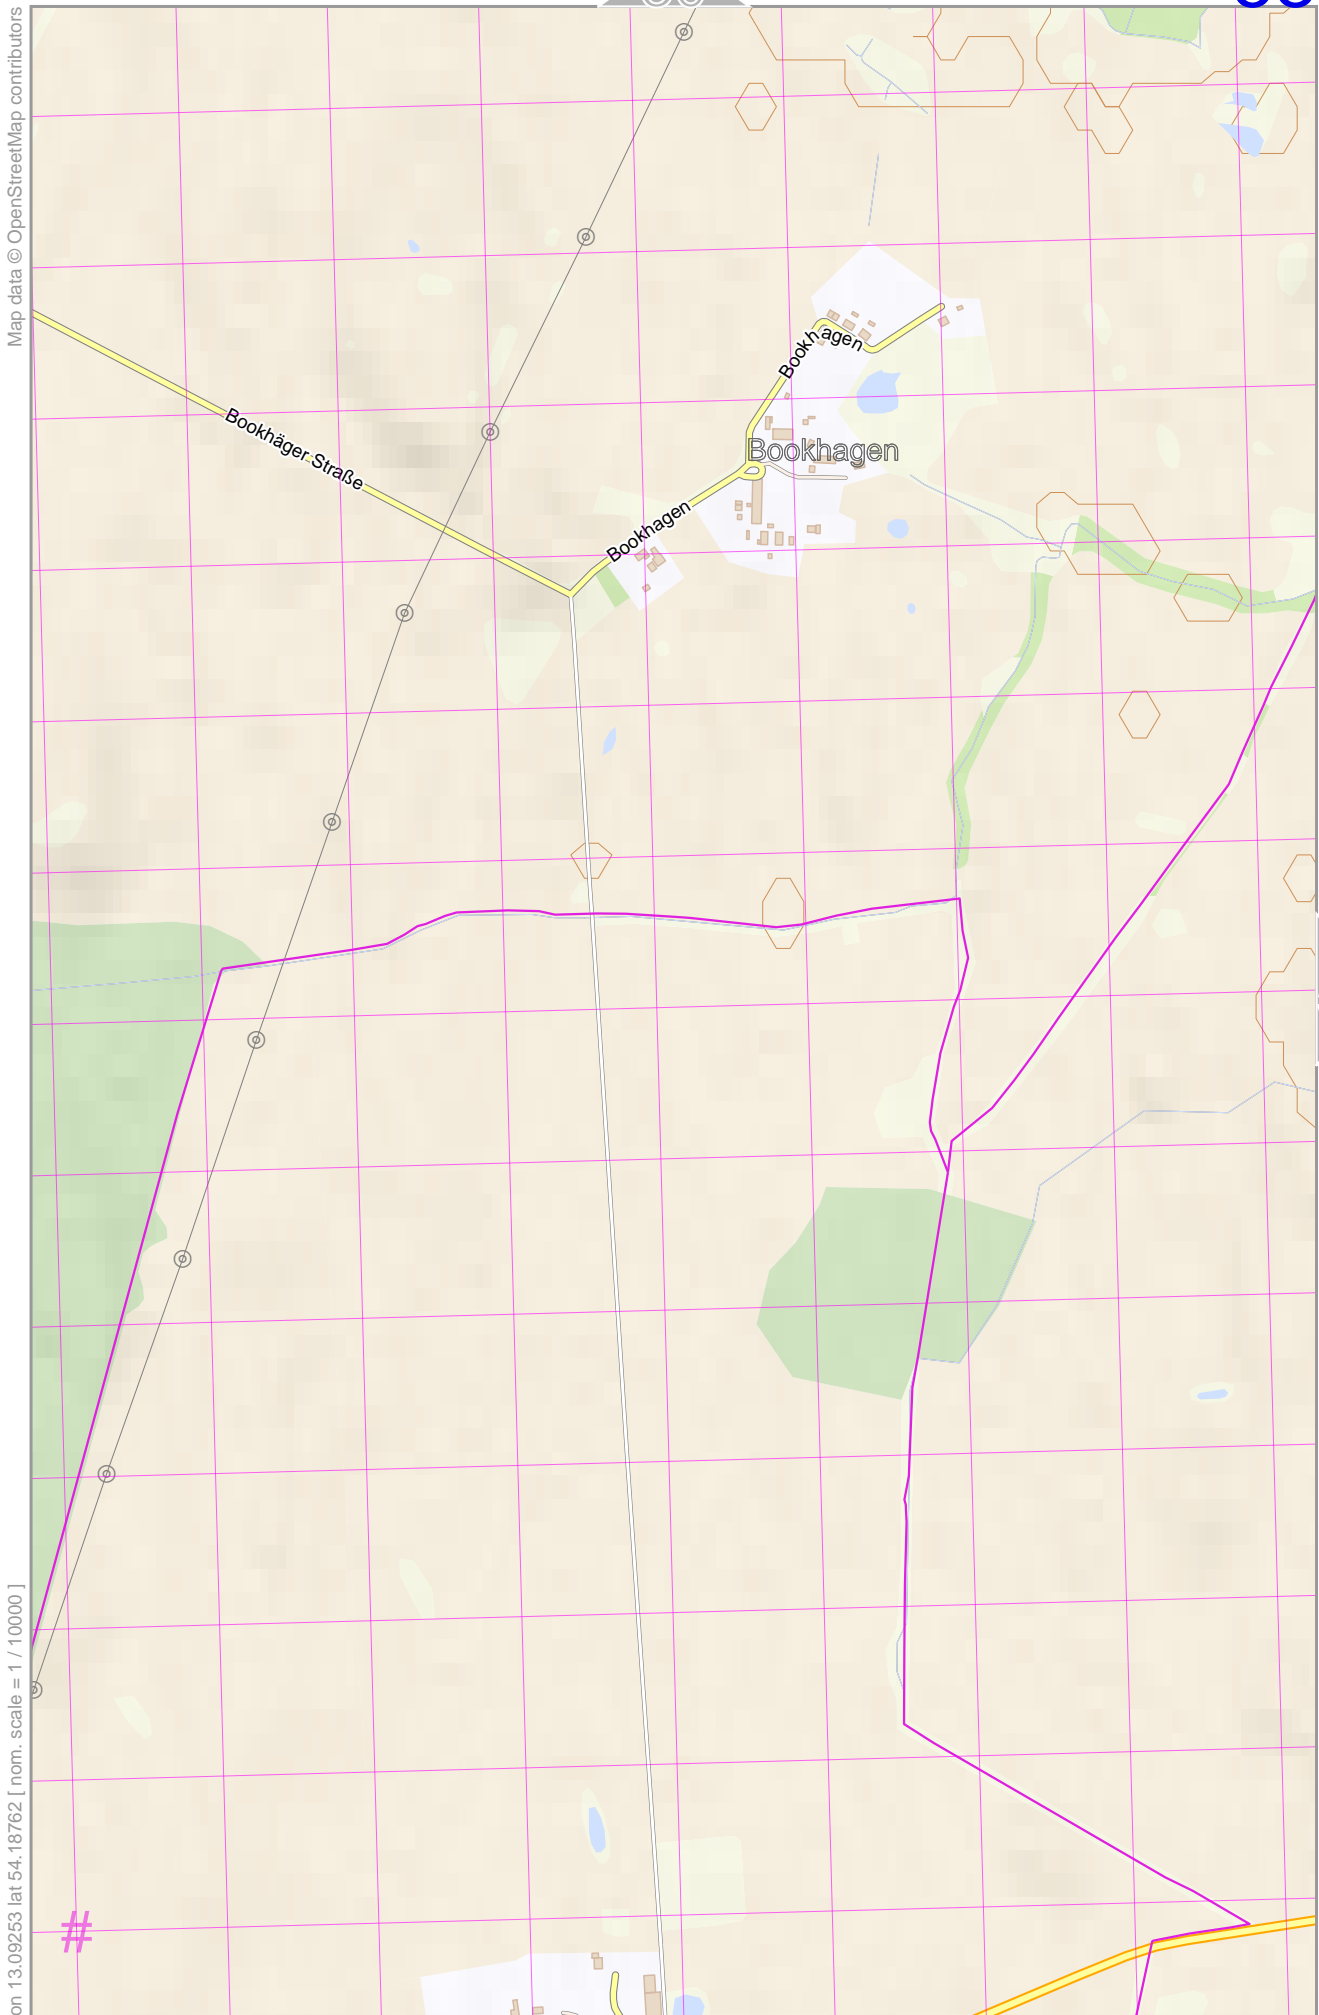 Map data © OpenStreetMap contributors
Bookhagen
Bookhäger Straße
Bookhagen
Bookhagen
on 13.09253 lat 54.18762 [ nom. scale = 1 / 10000 ]
#